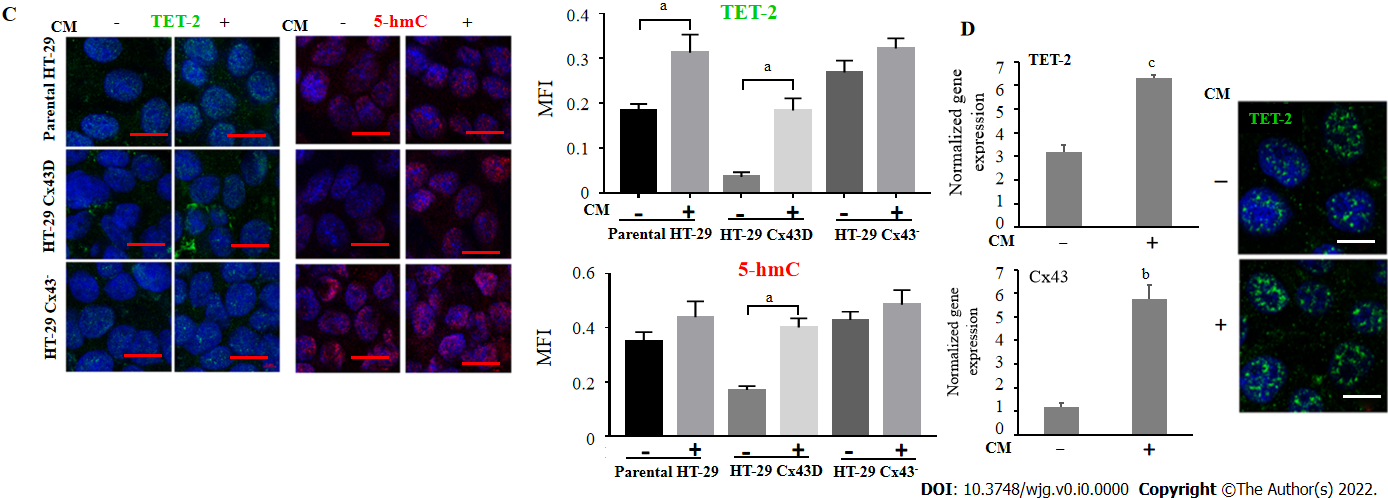 C
CM - TET-2 +
CM - 5-hmC +
Parental HT-29
HT-29 Cx43D
HT-29 Cx43-
TET-2
MFI
0.4
0.3
0.2
0.1
0
a
a
CM - + - + - +
Parental HT-29 HT-29 Cx43D HT-29 Cx43-
5-hmC
MFI
0.6
0.4
0.2
0
a
- + - + - +
Parental HT-29 HT-29 Cx43D HT-29 Cx43-
D
TET-2
Normalized gene
expression
7
6
5
4
3
2
1
0
c
CM – +
Cx43
Normalized gene
expression
7
6
5
4
3
2
1
0
b
CM – +
CM
TET-2
–
+
DOI: 10.3748/wjg.v0.i0.0000 Copyright ©The Author(s) 2022.